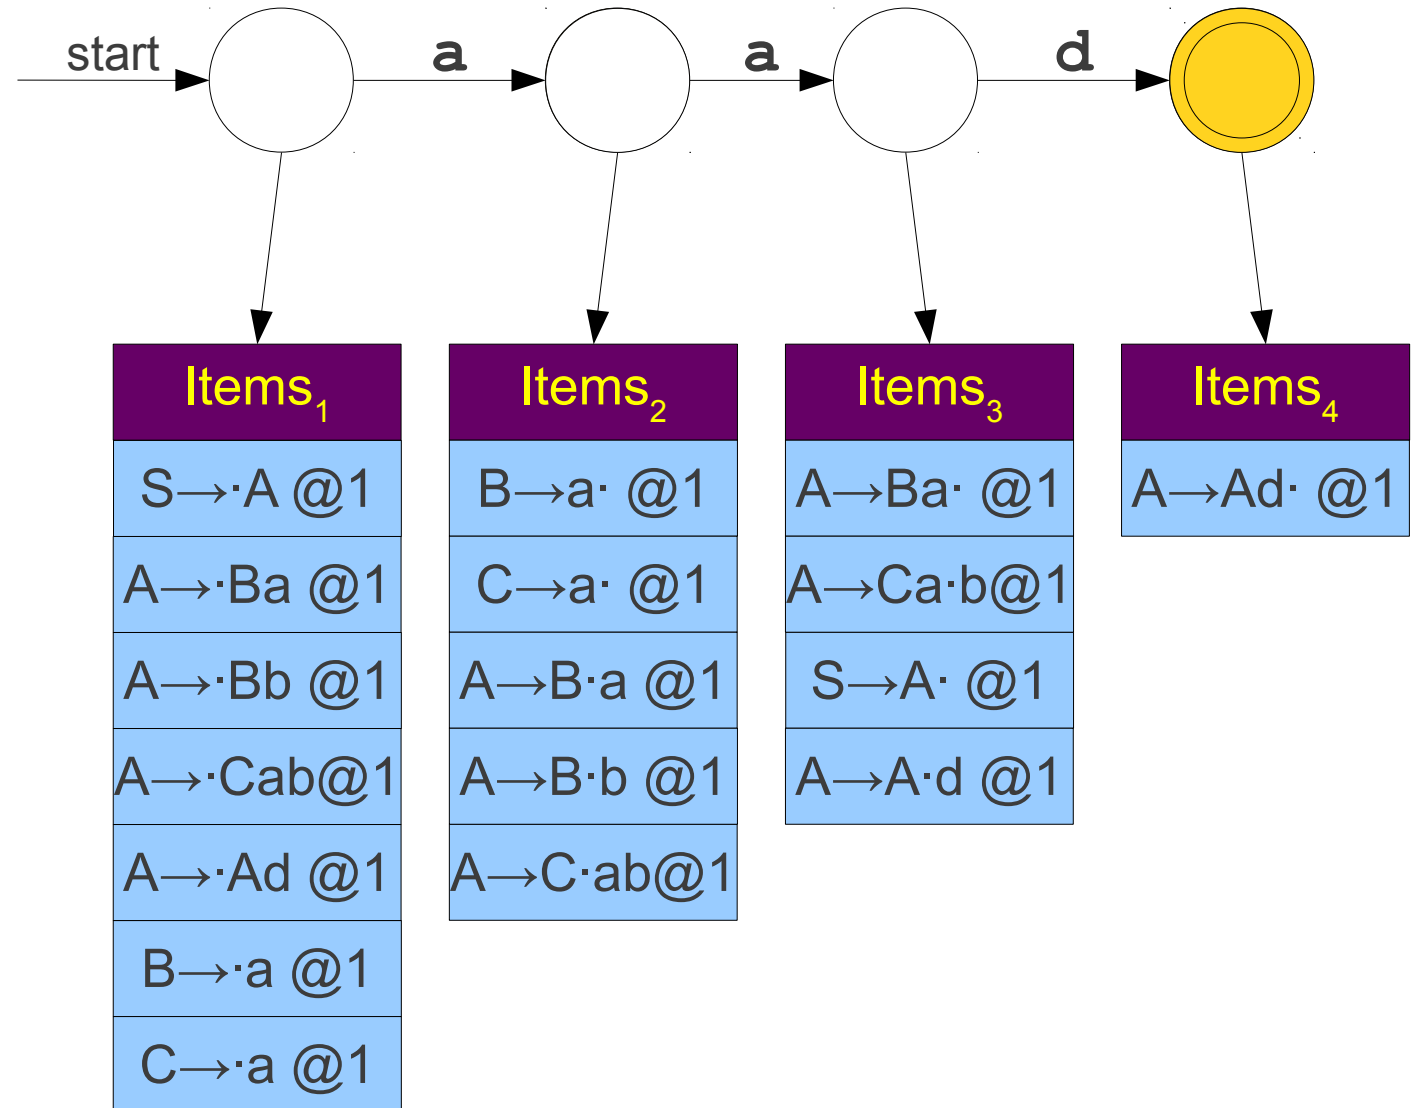 start
a
a
d
Items₁
S→·A @1
A→·Ba @1
A→·Bb @1
A→·Cab@1
A→·Ad @1
B→·a @1
C→·a @1
Items₂
B→a· @1
C→a· @1
A→B·a @1
A→B·b @1
A→C·ab@1
Items₃
A→Ba· @1
A→Ca·b@1
S→A· @1
A→A·d @1
Items₄
A→Ad· @1